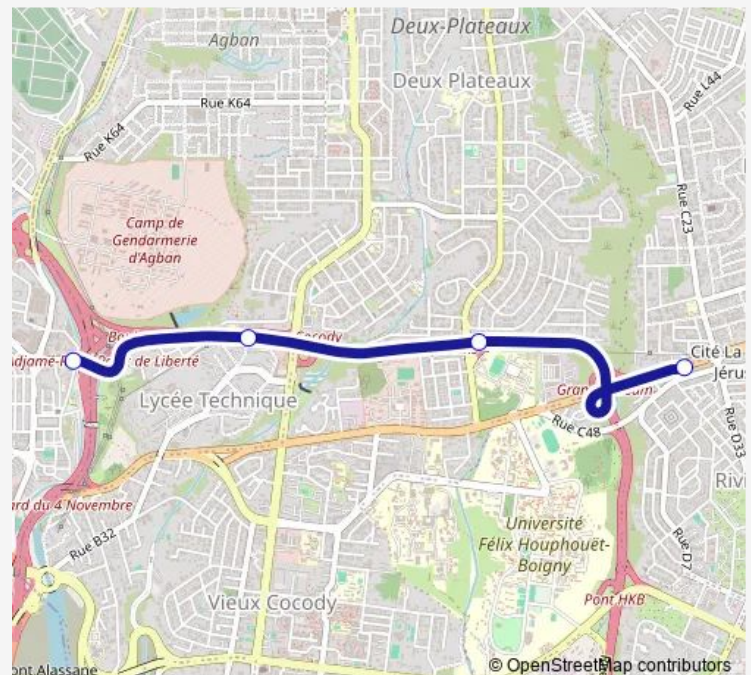 Deux-Plateaux
Agban
Deux Plateaux
Rue L44
Rue K64
Rue K64
Rue C23
Camp de
Gendarmerie
d'Agban
Cocody
de Liberté
Cité La
Lycée Technique
Rue C48
Rue D33
ard du 4 Novembre
Université
Félix Houphouët-
Boigny
Rue B32
Rue D7
Vieux Cocody
Pont HKB
ont Alassane
© OpenStreetMap contributors